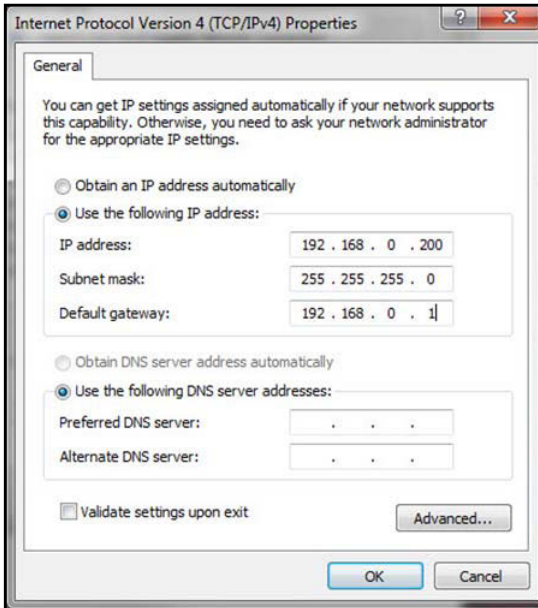 Internet Protocol Version 4 (TCP/IPv4) Properties
General
You can get IP settings assigned automatically if your network supports
this capability. Otherwise, you need to ask your network administrator
for the appropriate IP settings.
Obtain an IP address automatically
Use the following IP address:
IP address: 192 . 168 . 0 . 200
Subnet mask: 255 . 255 . 255 . 0
Default gateway: 192 . 168 . 0 . 1
Obtain DNS server address automatically
Use the following DNS server addresses:
Preferred DNS server: . . .
Alternate DNS server: . . .
Validate settings upon exit
Advanced...
OK Cancel